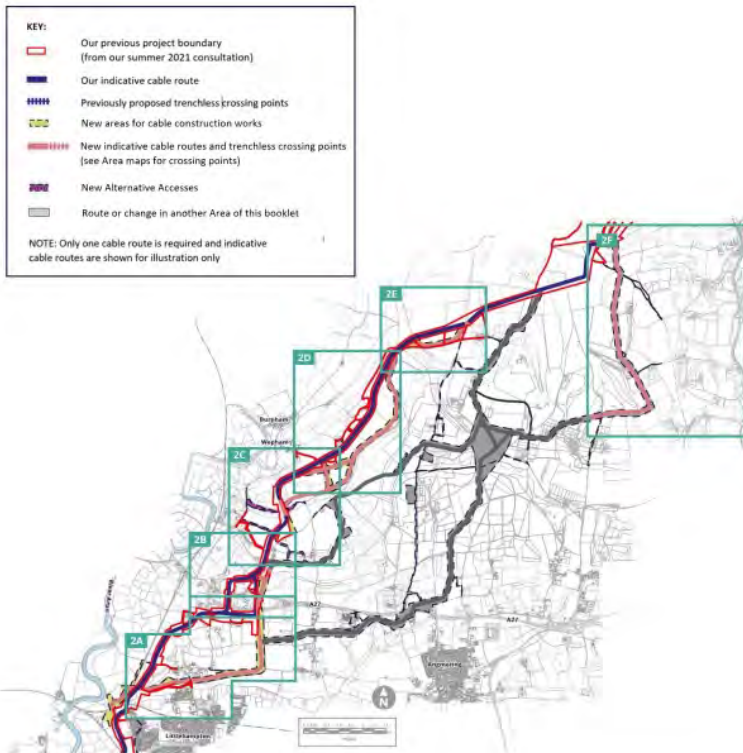 KEY:
Our previous project boundary
(from our summer 2021 consultation)
Our indicative cable route
Previously proposed trenchless crossing points
New areas for cable construction works
New indicative cable routes and trenchless crossing points
(see Area maps for crossing points)
New Alternative Accesses
Route or change in another Area of this booklet
NOTE: Only one cable route is required and indicative
cable routes are shown for illustration only
2F
2E
2D
Burpham
Wepham
2C
2B
River Arun
A27
A27
2A
Angmering
N
Littlehampton